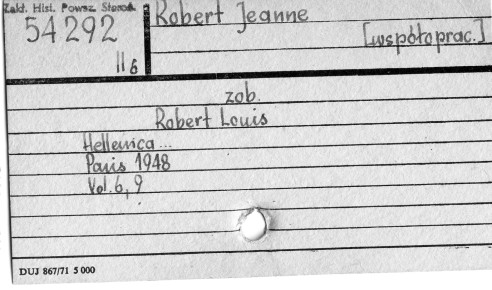 Zakł. Hist. Powsz. Staroż.
54292
II 6
Robert Jeanne
[współoprac.]
zob.
Robert Louis
Hellenica...
Paris 1948
Vol. 6, 9
DUJ 867/71 5 000